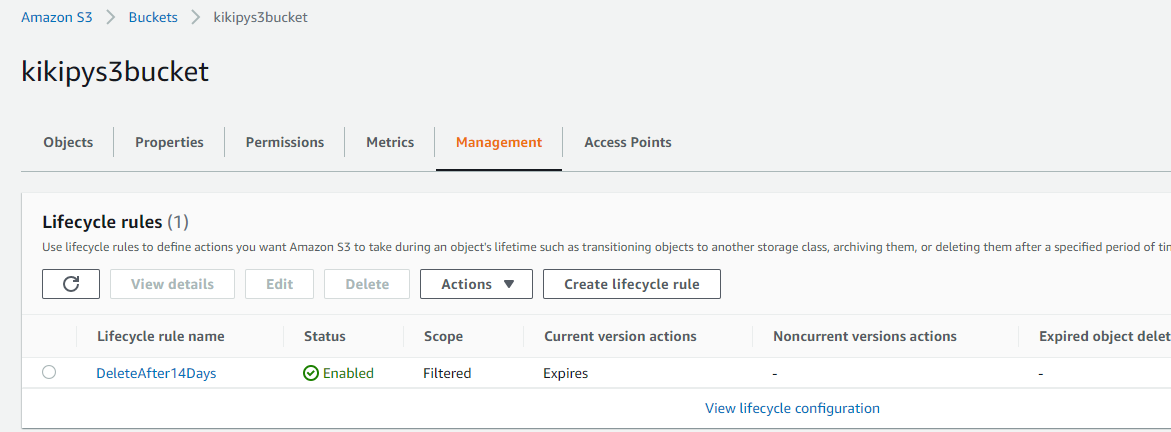 Amazon S3 > Buckets > kikipys3bucket
kikipys3bucket
Objects Properties Permissions Metrics Management Access Points
Lifecycle rules (1)
Use lifecycle rules to define actions you want Amazon S3 to take during an object's lifetime such as transitioning objects to another storage class, archiving them, or deleting them after a specified period of
View details Edit Delete Actions Create lifecycle rule
Lifecycle rule name Status Scope Current version actions Noncurrent versions actions Expired object
DeleteAfter14Days Enabled Filtered Expires - -
View lifecycle configuration